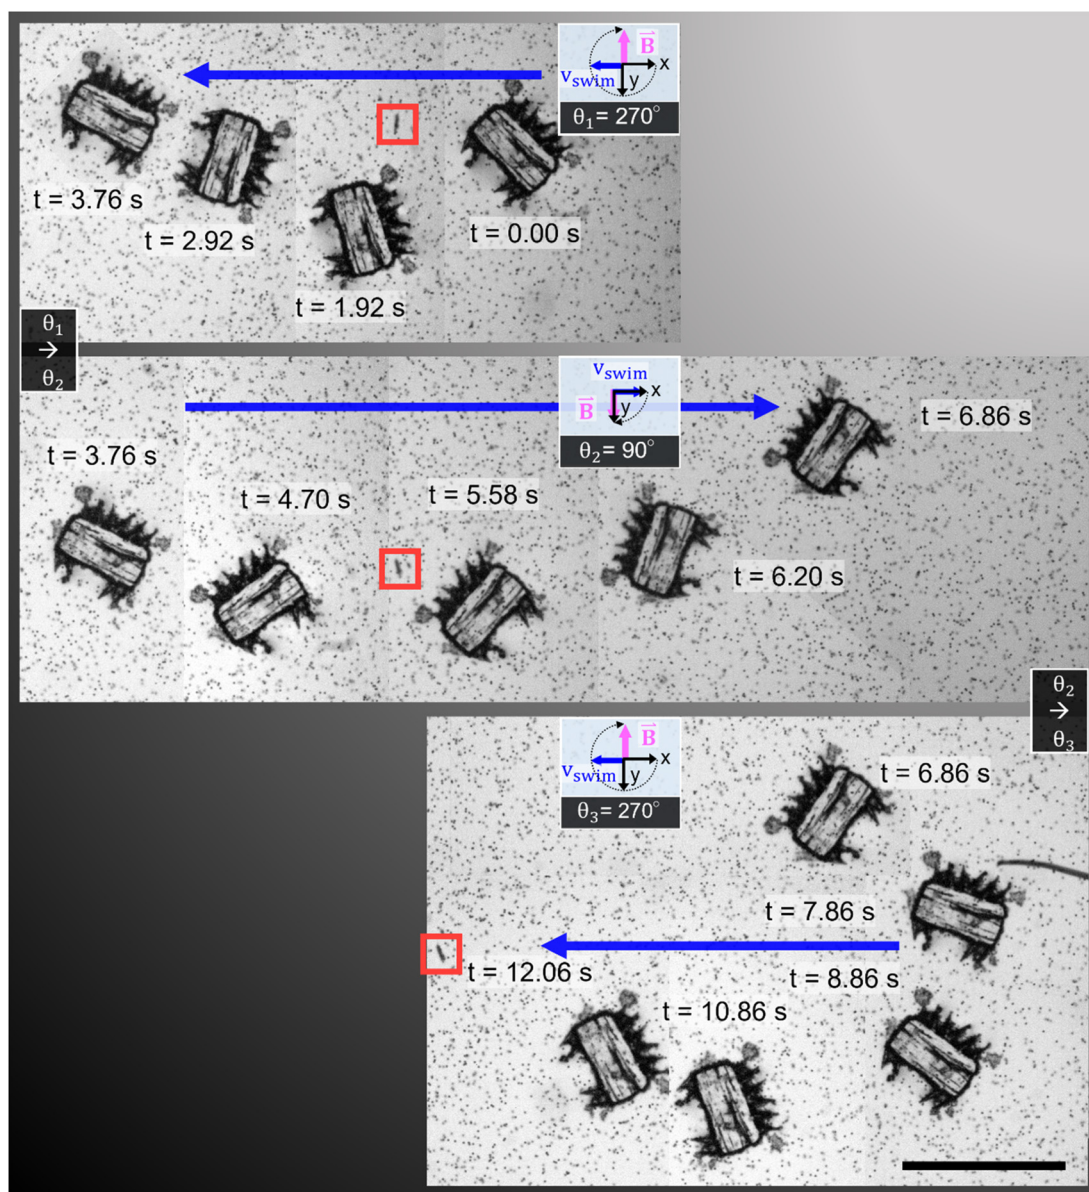 B⃗
x
v_swim
y
θ₁ = 270°
t = 3.76 s
t = 2.92 s
t = 0.00 s
t = 1.92 s
θ₁
→
θ₂
v_swim
x
B⃗
y
θ₂= 90°
t = 6.86 s
t = 3.76 s
t = 4.70 s
t = 5.58 s
t = 6.20 s
θ₂
→
θ₃
B⃗
x
v_swim
y
θ₃= 270°
t = 6.86 s
t = 7.86 s
t = 12.06 s
t = 8.86 s
t = 10.86 s